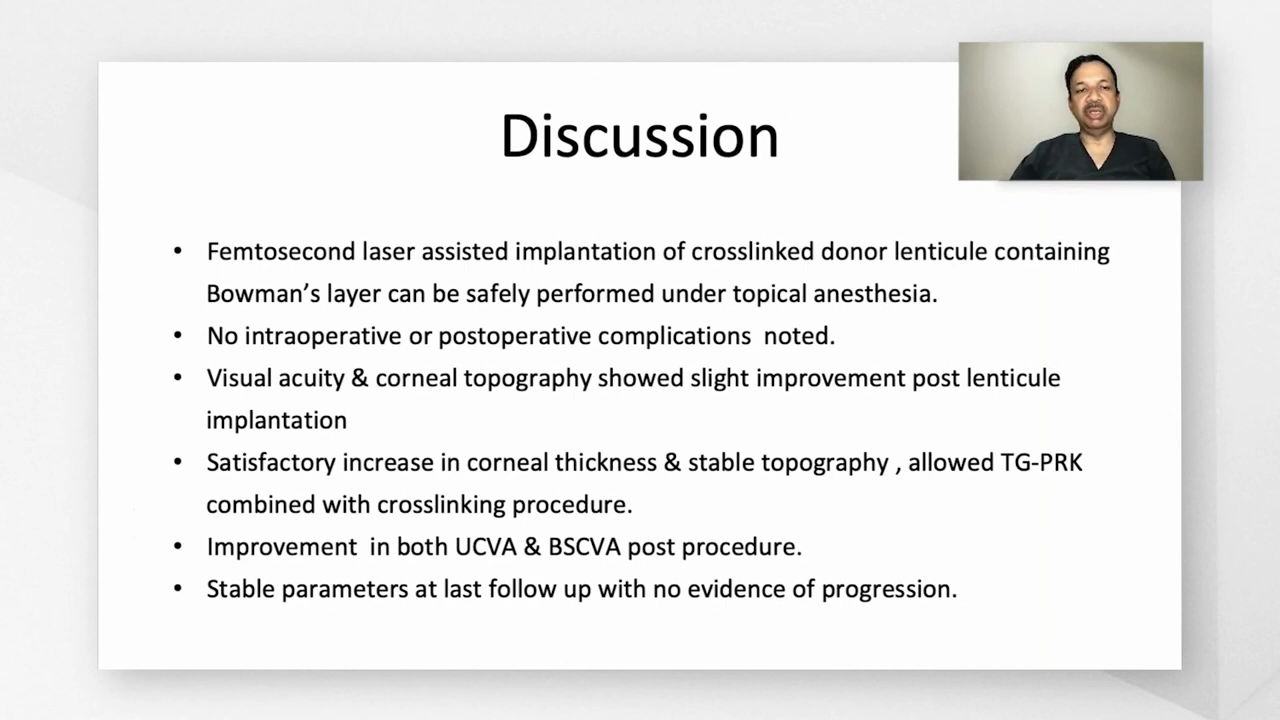 Discussion
• Femtosecond laser assisted implantation of crosslinked donor lenticule containing
Bowman’s layer can be safely performed under topical anesthesia.
• No intraoperative or postoperative complications  noted.
• Visual acuity & corneal topography showed slight improvement post lenticule
implantation
• Satisfactory increase in corneal thickness & stable topography , allowed TG-PRK
combined with crosslinking procedure.
• Improvement  in both UCVA & BSCVA post procedure.
• Stable parameters at last follow up with no evidence of progression.